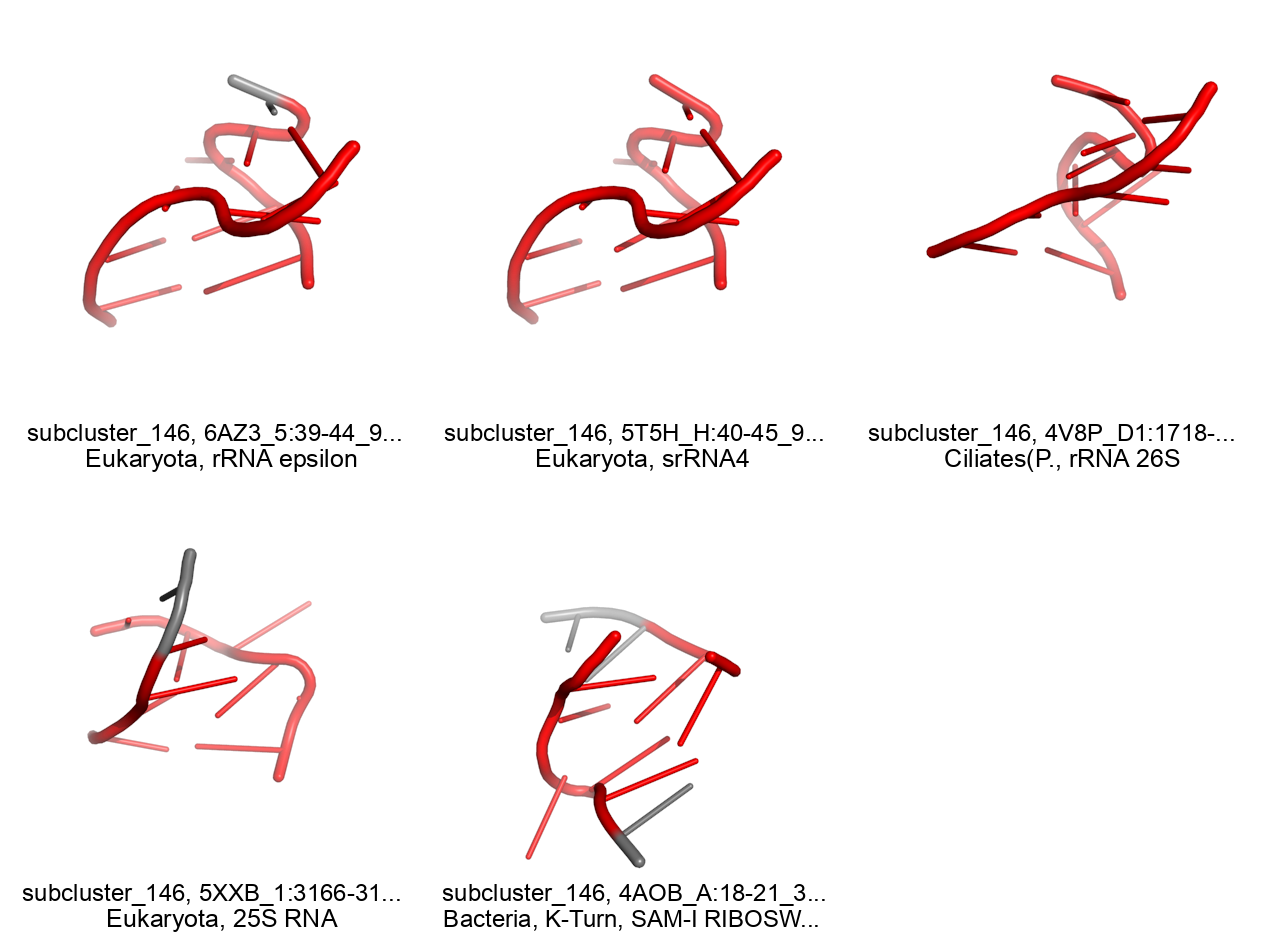 subcluster_146, 6AZ3_5:39-44_9...
Eukaryota, rRNA epsilon
subcluster_146, 5T5H_H:40-45_9...
Eukaryota, srRNA4
subcluster_146, 4V8P_D1:1718-...
Ciliates(P., rRNA 26S
subcluster_146, 5XXB_1:3166-31...
Eukaryota, 25S RNA
subcluster_146, 4AOB_A:18-21_3...
Bacteria, K-Turn, SAM-I RIBOSW...